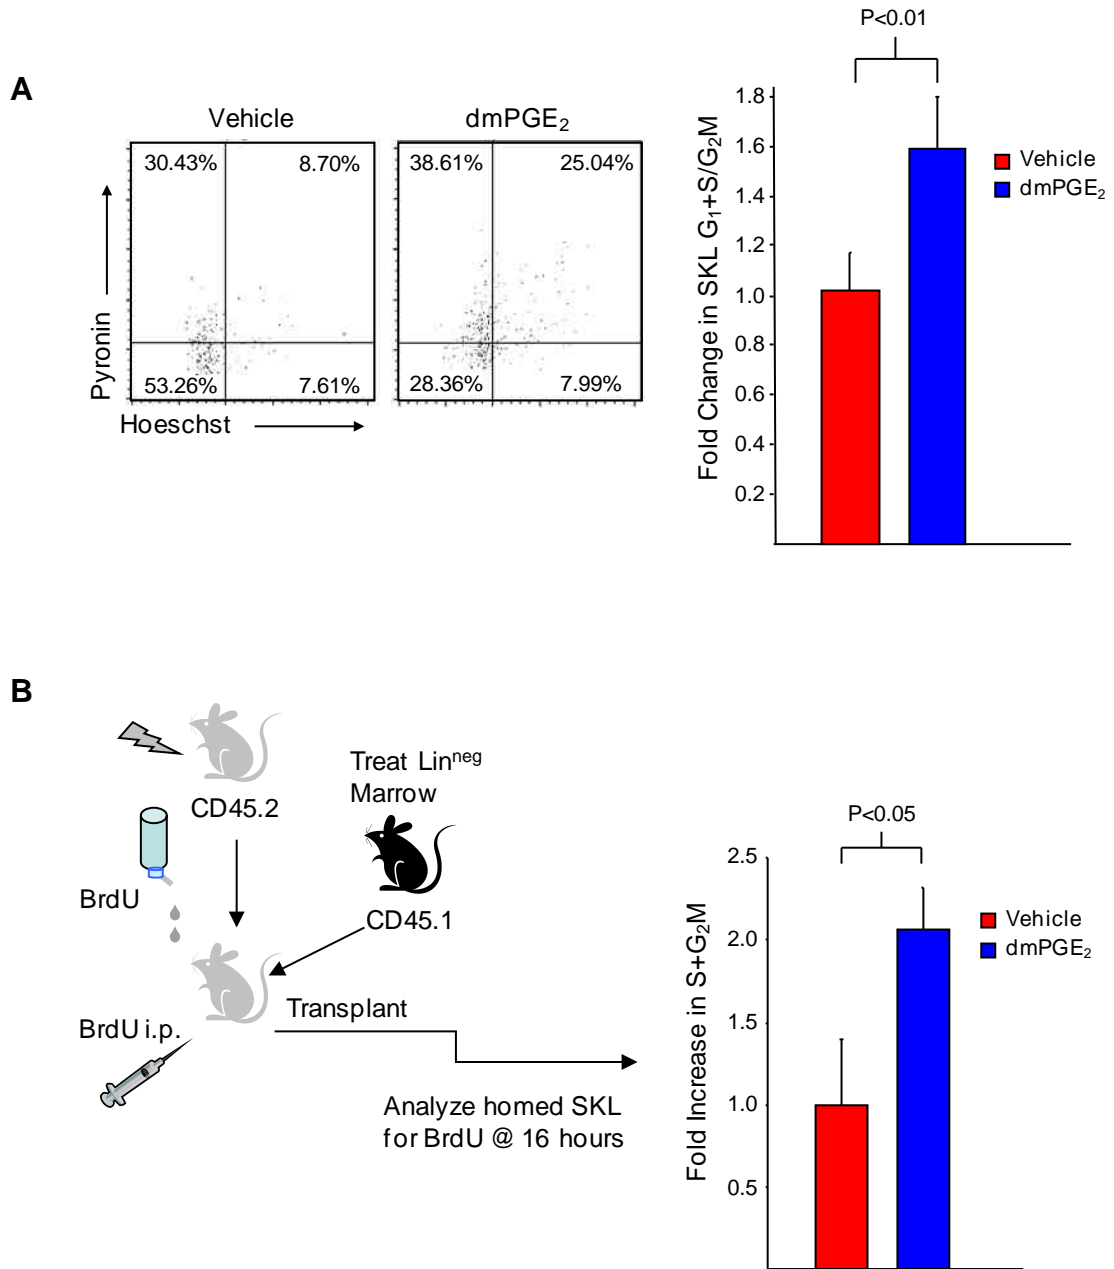 A
Vehicle
dmPGE₂
30.43%
8.70%
38.61%
25.04%
53.26%
7.61%
28.36%
7.99%
Pyronin
Hoeschst
P<0.01
Fold Change in SKL G₁+S/G₂M
1.8
1.6
1.4
1.2
1.0
0.8
0.6
0.4
0.2
Vehicle
dmPGE₂
B
CD45.2
Treat Linⁿᵉᵍ
Marrow
CD45.1
BrdU
BrdU i.p.
Transplant
Analyze homed SKL
for BrdU @ 16 hours
P<0.05
Fold Increase in S+G₂M
2.5
2.0
1.5
1.0
0.5
Vehicle
dmPGE₂